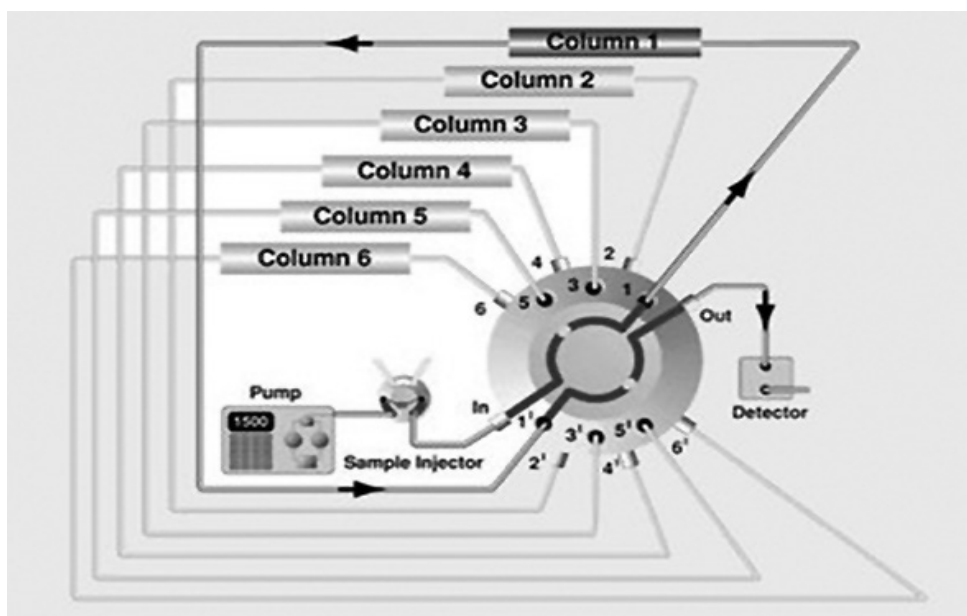 Column 1
Column 2
Column 3
Column 4
Column 5
Column 6
4
2
6
5
3
1
Out
Pump
1500
In
1'
3'
5'
Detector
Sample Injector
2'
4'
6'